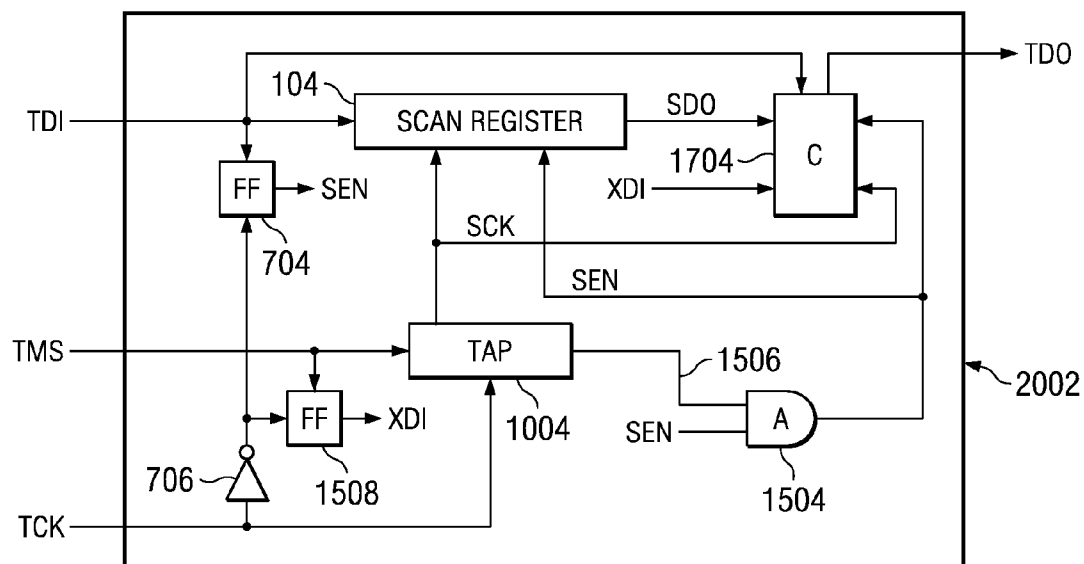 TDO
104
TDI
SCAN REGISTER
SDO
1704
C
FF
SEN
XDI
704
SCK
SEN
TMS
TAP
1506
2002
FF
XDI
1004
SEN
A
706
1508
1504
TCK